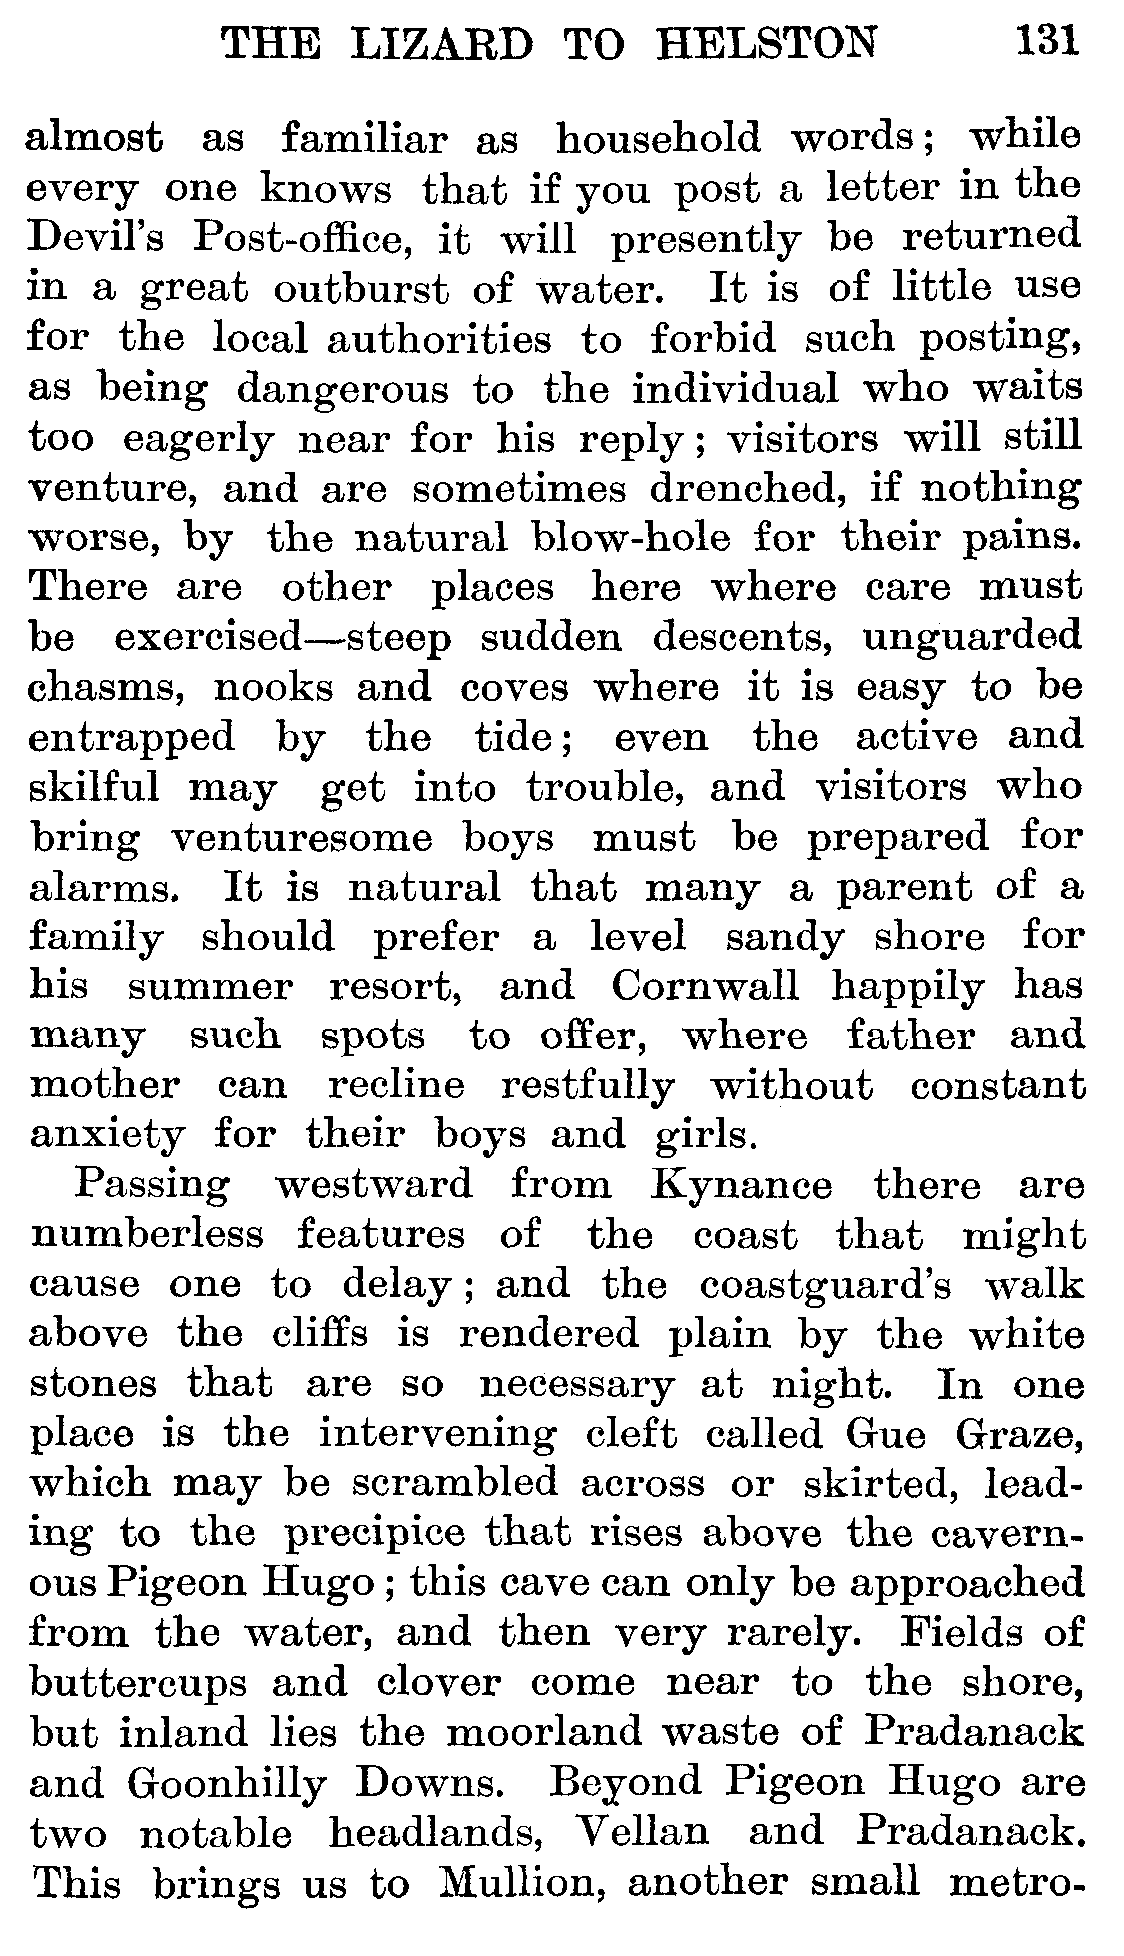 THE LIZARD TO HELSTON 131
almost as familiar as household words; while
every one knows that if you post a letter in the
Devil's Post-office, it will presently be returned
in a great outburst of water. It is of little use
for the local authorities to forbid such posting,
as being dangerous to the individual who waits
too eagerly near for his reply; visitors will still
venture, and are sometimes drenched, if nothing
worse, by the natural blow-hole for their pains.
There are other places here where care must
be exercised—steep sudden descents, unguarded
chasms, nooks and coves where it is easy to be
entrapped by the tide; even the active and
skilful may get into trouble, and visitors who
bring venturesome boys must be prepared for
alarms. It is natural that many a parent of a
family should prefer a level sandy shore for
his summer resort, and Cornwall happily has
many such spots to offer, where father and
mother can recline restfully without constant
anxiety for their boys and girls.
Passing westward from Kynance there are
numberless features of the coast that might
cause one to delay; and the coastguard's walk
above the cliffs is rendered plain by the white
stones that are so necessary at night. In one
place is the intervening cleft called Gue Graze,
which may be scrambled across or skirted, lead-
ing to the precipice that rises above the cavern-
ous Pigeon Hugo; this cave can only be approached
from the water, and then very rarely. Fields of
buttercups and clover come near to the shore,
but inland lies the moorland waste of Pradanack
and Goonhilly Downs. Beyond Pigeon Hugo are
two notable headlands, Vellan and Pradanack.
This brings us to Mullion, another small metro-